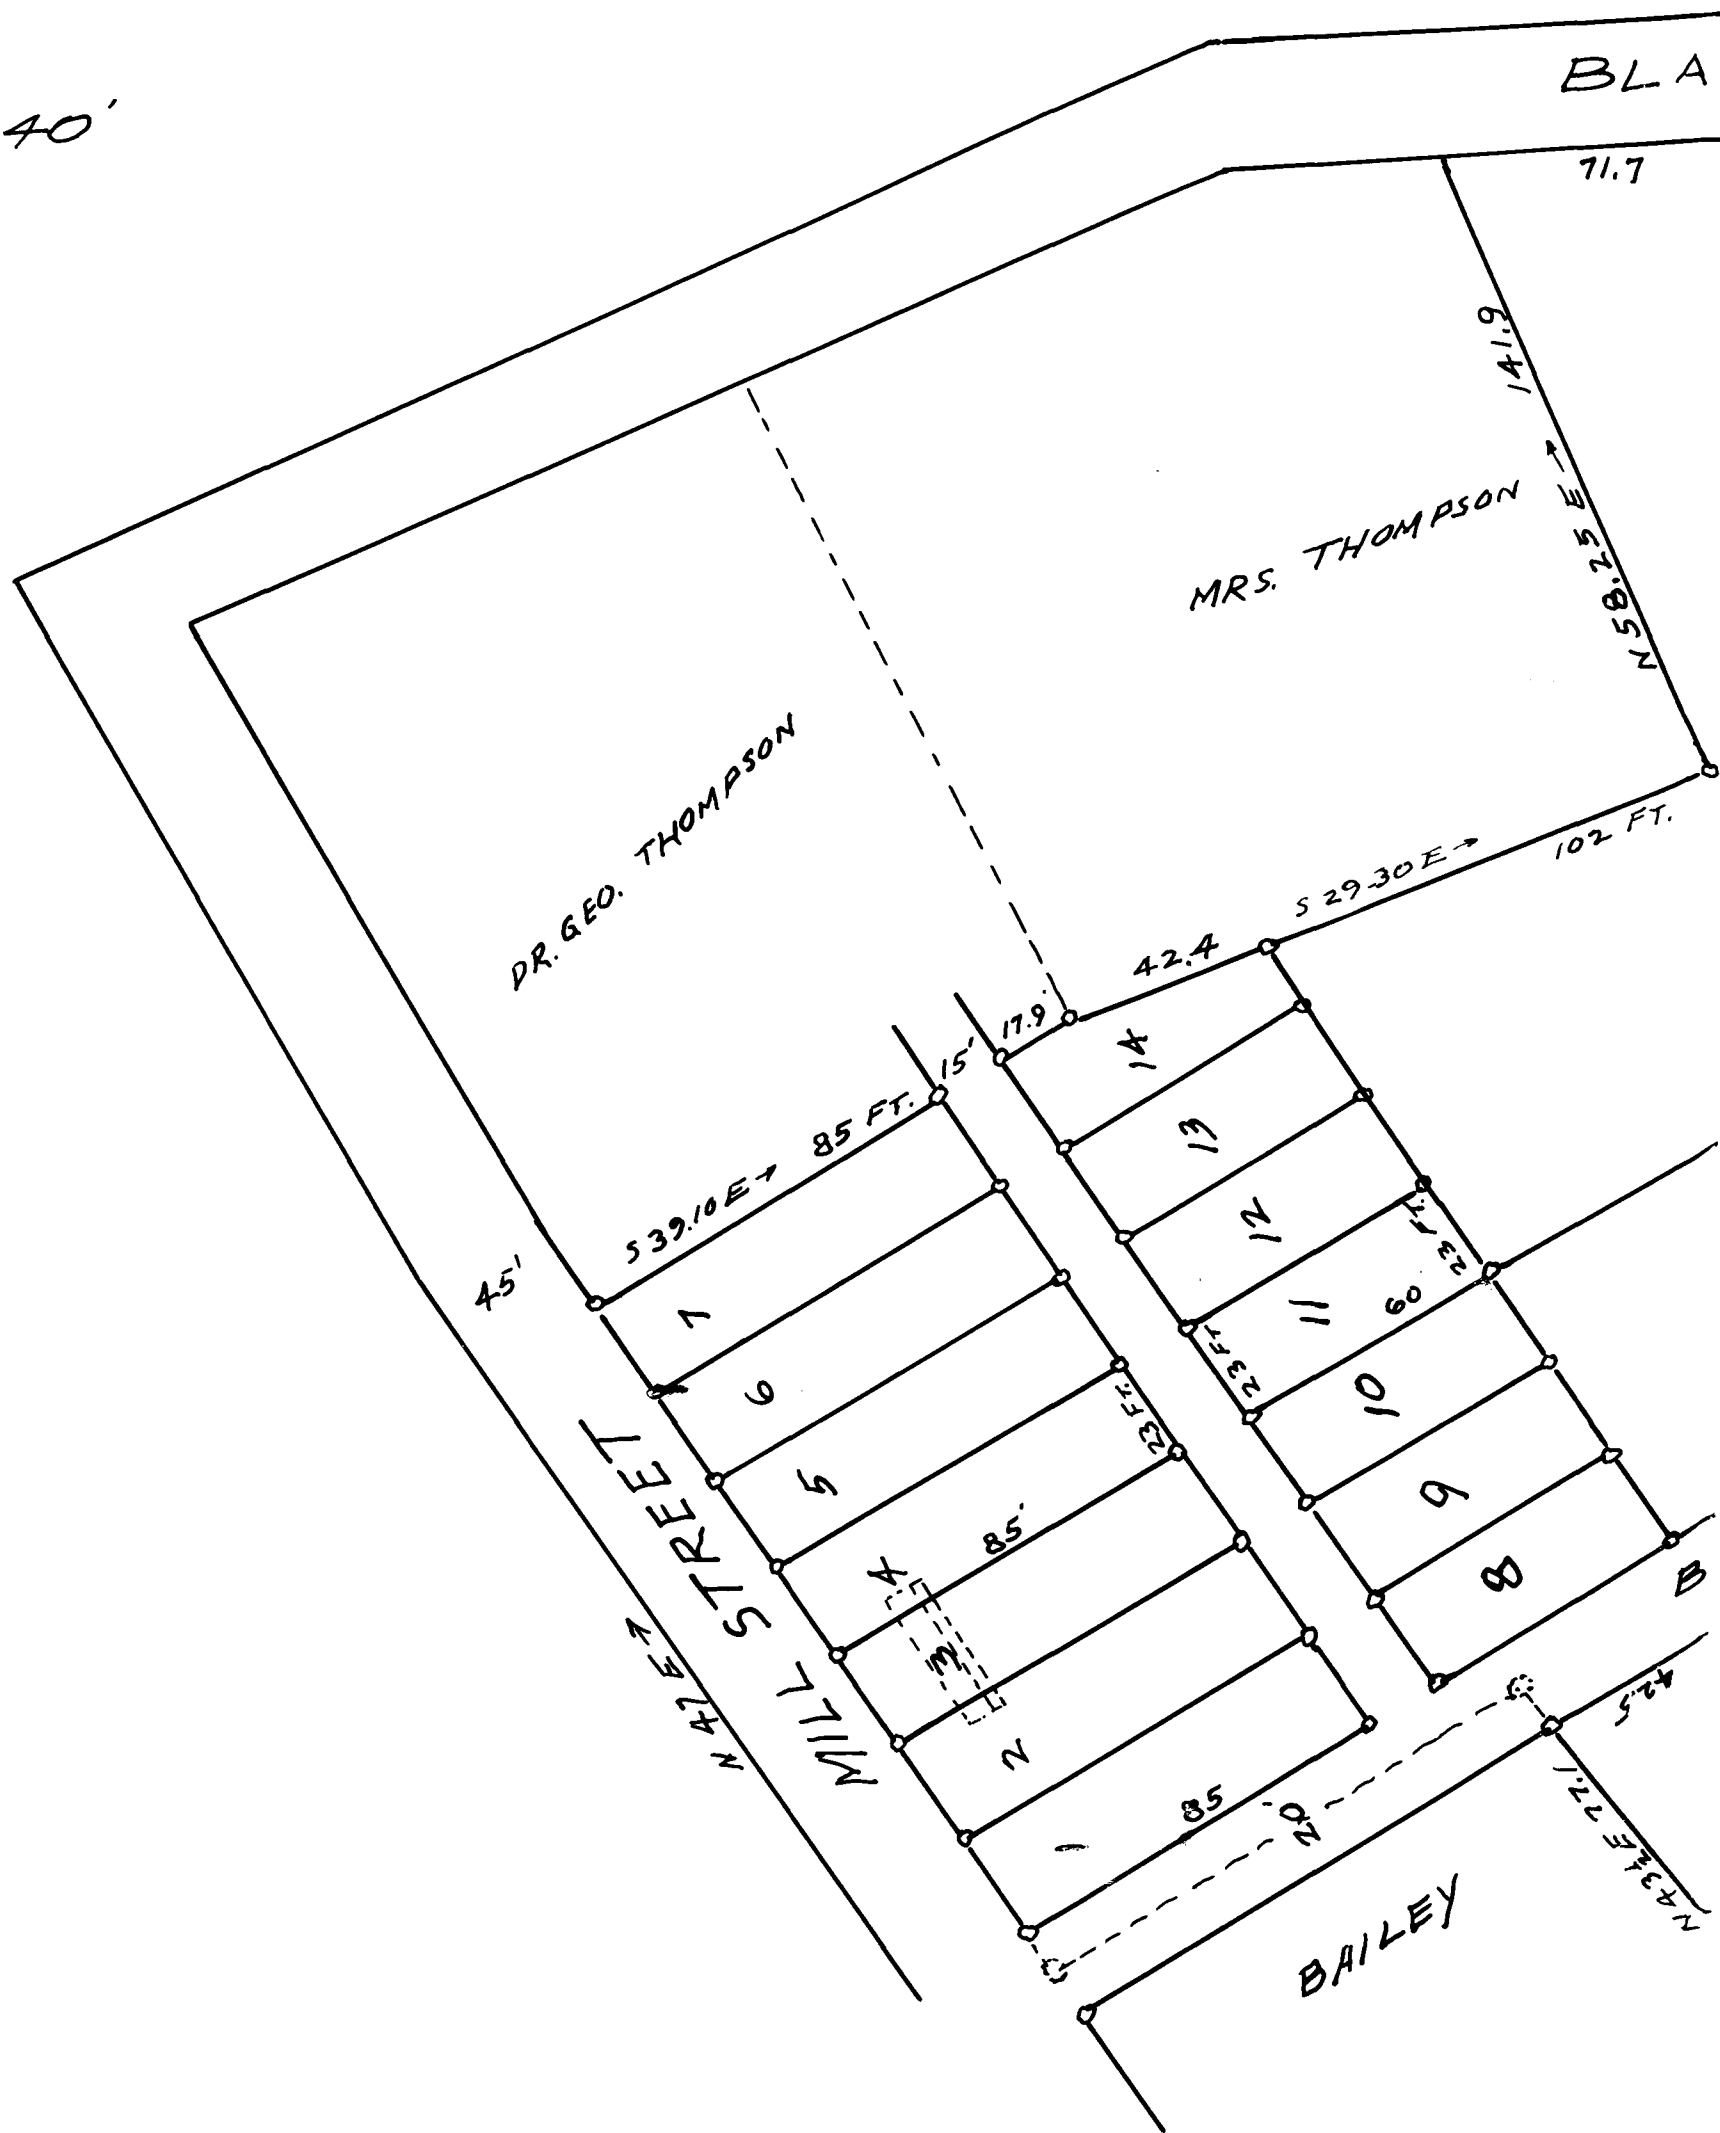 40'
BLA
71.7
141.9
N 58.25 E
MRS. THOMPSON
DR. GEO. THOMPSON
S 29.30 E
102 FT.
42.4
17.9'
15'
S 39.10 E
85 FT.
45'
14
13
12
11
10
9
8
23 FT.
60
23 FT
7
6
5
4
3
2
1
23 FT.
85'
85
20'
MILL STREET
N 47 E
B
42.5
N 43 1/2 E 77.1
BAILEY